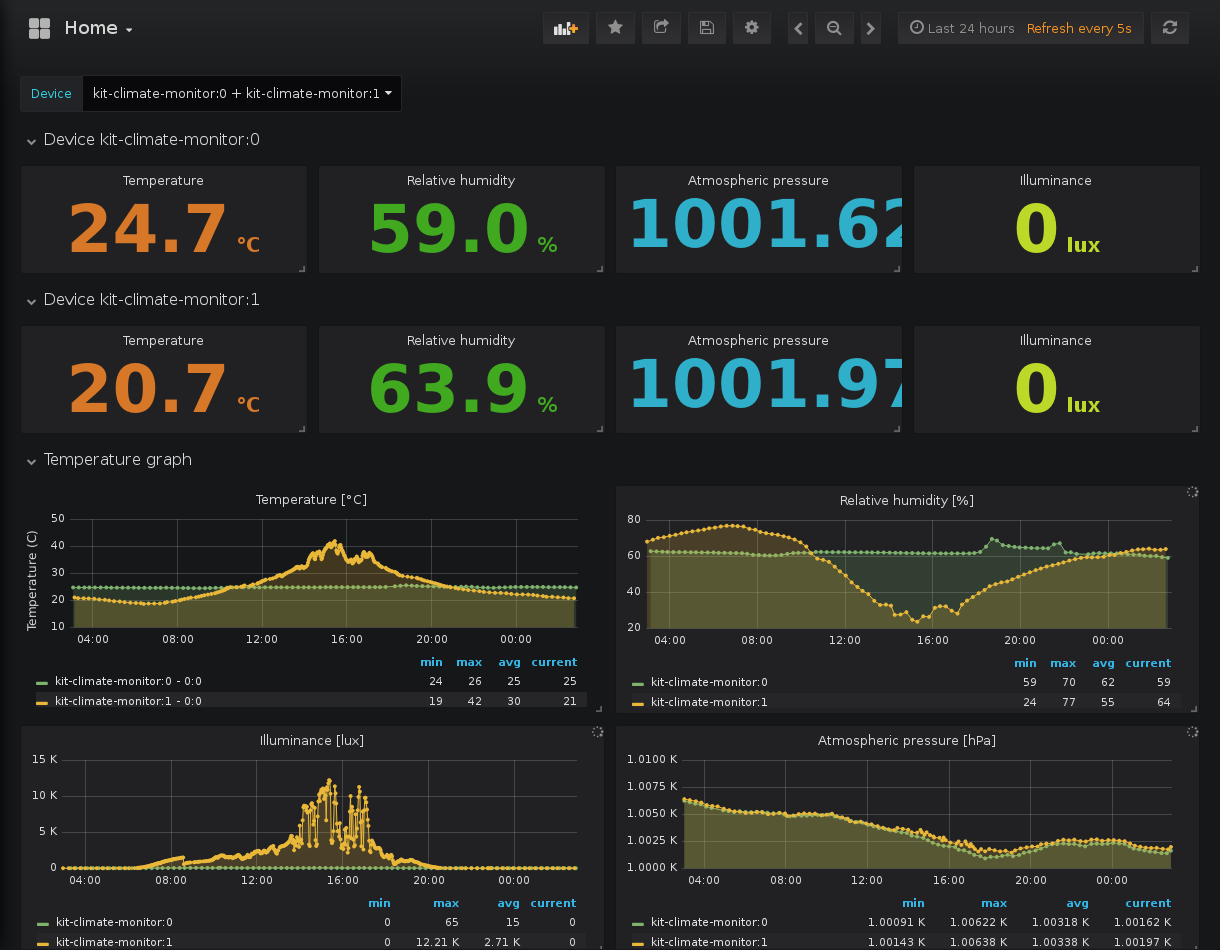 Home
Last 24 hours Refresh every 5s
Device kit-climate-monitor:0 + kit-climate-monitor:1
Device kit-climate-monitor:0
Temperature Relative humidity Atmospheric pressure Illuminance
24.7 °C 59.0 % 1001.62 0 lux
Device kit-climate-monitor:1
Temperature Relative humidity Atmospheric pressure Illuminance
20.7 °C 63.9 % 1001.97 0 lux
Temperature graph
Temperature [°C]
Temperature (C)
50
40
30
20
10
04:00 08:00 12:00 16:00 20:00 00:00
min max avg current
kit-climate-monitor:0 - 0:0 24 26 25 25
kit-climate-monitor:1 - 0:0 19 42 30 21
Relative humidity [%]
80
60
40
20
04:00 08:00 12:00 16:00 20:00 00:00
min max avg current
kit-climate-monitor:0 59 70 62 59
kit-climate-monitor:1 24 77 55 64
Illuminance [lux]
15 K
10 K
5 K
0
04:00 08:00 12:00 16:00 20:00 00:00
min max avg current
kit-climate-monitor:0 0 65 15 0
kit-climate-monitor:1 0 12.21 K 2.71 K 0
Atmospheric pressure [hPa]
1.0100 K
1.0075 K
1.0050 K
1.0025 K
1.0000 K
04:00 08:00 12:00 16:00 20:00 00:00
min max avg current
kit-climate-monitor:0 1.00091 K 1.00622 K 1.00318 K 1.00162 K
kit-climate-monitor:1 1.00143 K 1.00638 K 1.00338 K 1.00197 K